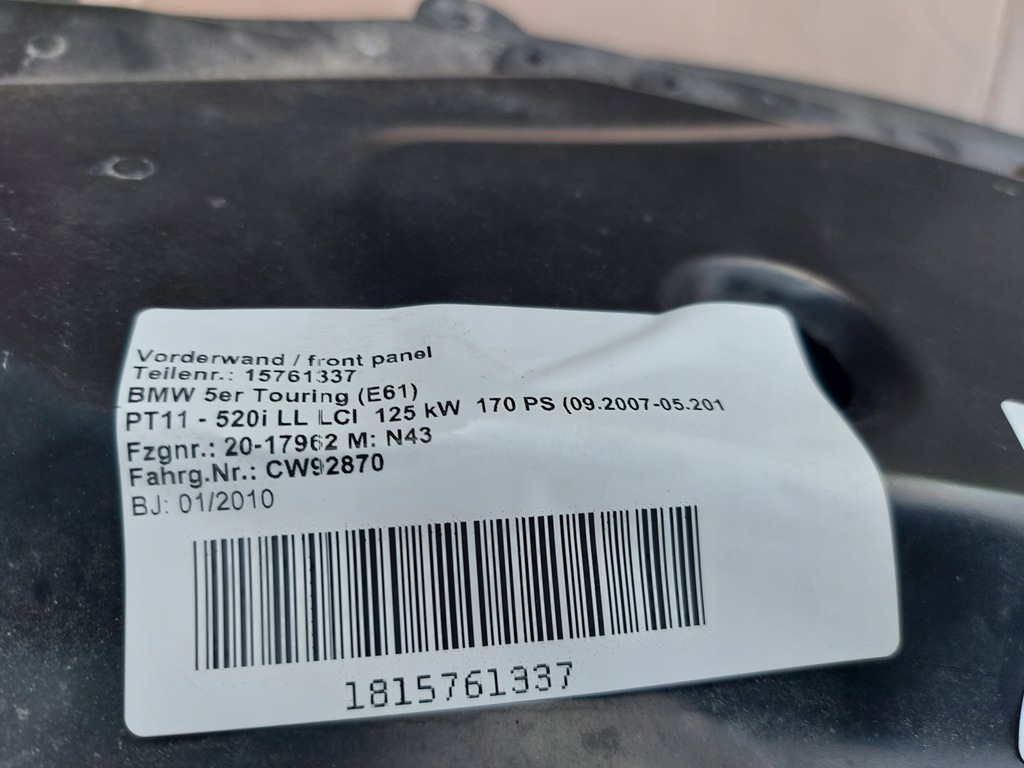 Vorderwand / front panel
Teilenr.: 15761337
BMW 5er Touring (E61)
PT11 - 520i LL LCI 125 kW 170 PS (09.2007-05.201
Fzgnr.: 20-17962 M: N43
Fahrg.Nr.: CW92870
BJ: 01/2010
1815761337